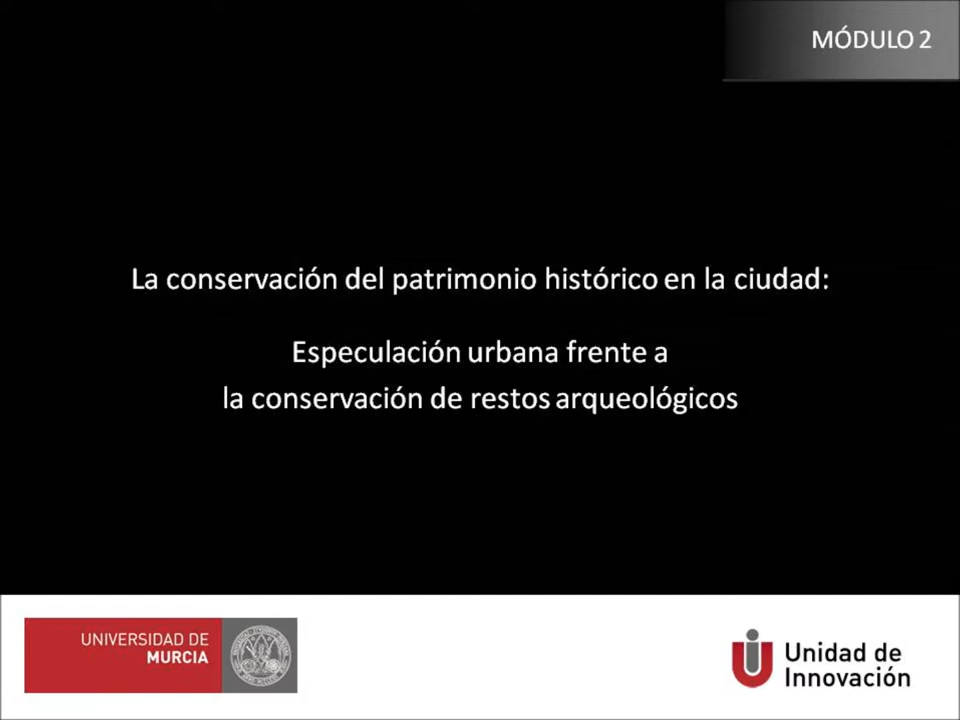 MÓDULO 2
La conservación del patrimonio histórico en la ciudad:
Especulación urbana frente a
la conservación de restos arqueológicos
UNIVERSIDAD DE
MURCIA
Unidad de
Innovación